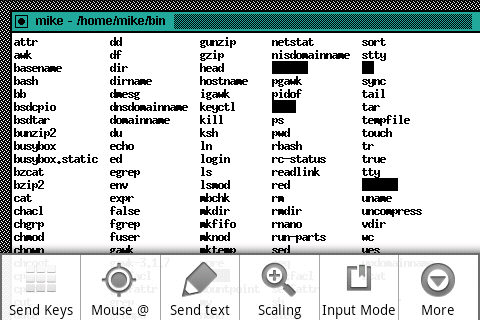 mike - /home/mike/bin
attr dd gunzip netstat sort
awk df gzip nisdomainname stty
basename dir head
bash dirname hostname pgawk sync
bb dmesg igawk pidof tail
bsdcpio dnsdomainname keyctl tar
bsdtar domainname kill ps tempfile
bunzip2 du ksh pwd touch
busybox echo ln rbash tr
busybox.static ed login rc-status true
bzcat egrep ls readlink tty
bzip2 env lsmod red
cat expr mbchk rm uname
chacl false mkdir rmdir uncompress
chgrp fgrep mkfifo rnano vdir
chmod fuser mknod run-parts wc
chown gawk mktemp sed yes
Send Keys Mouse @ Send text Scaling Input Mode More